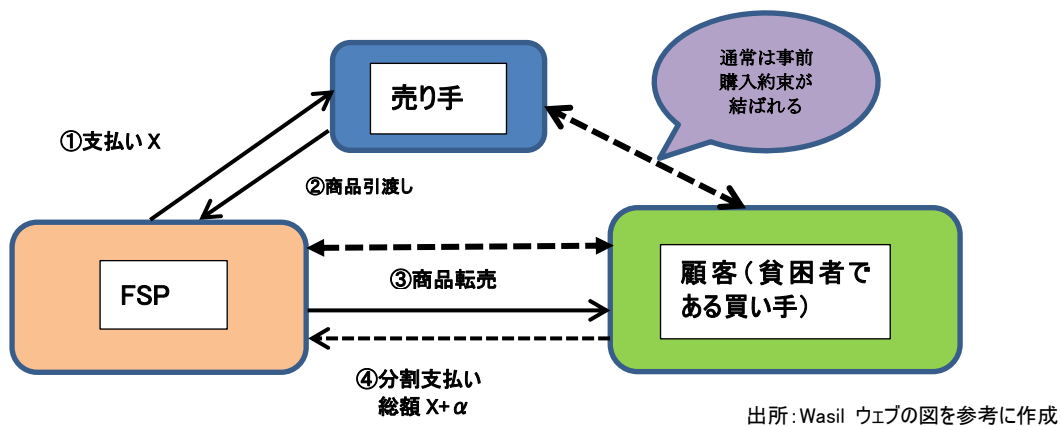 売り手
通常は事前
購入約束が
結ばれる
①支払い X
②商品引渡し
FSP
③商品転売
顧客（貧困者で
ある買い手）
④分割支払い
総額 X+α
出所：Wasil ウェブの図を参考に作成